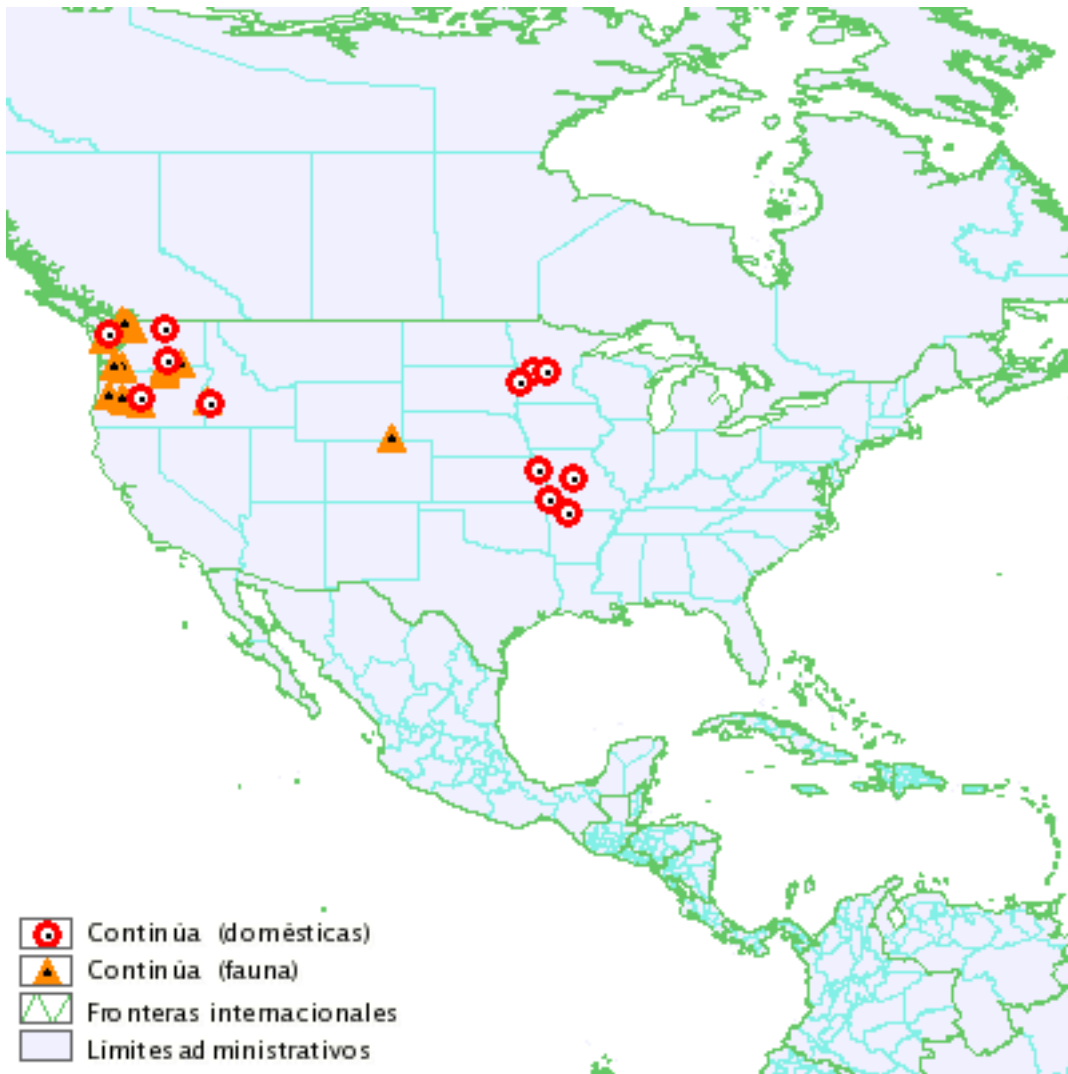 Continúa (domésticas)
Continúa (fauna)
Fronteras internacionales
Límites administrativos